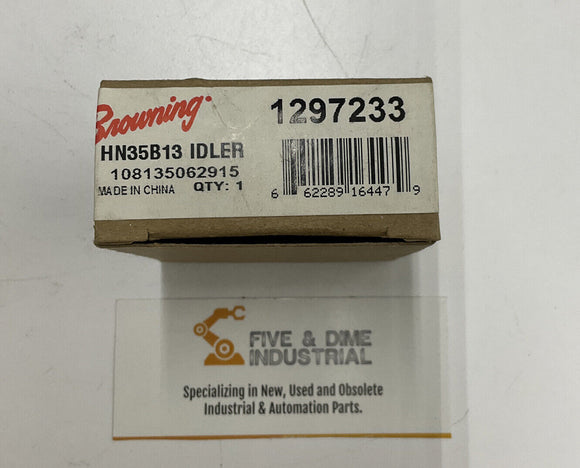 Browning.
1297233
HN35B13 IDLER
108135062915
MADE IN CHINA QTY: 1
6 62289 16447 9
FIVE & DIME
INDUSTRIAL
Specializing in New, Used and Obsolete
Industrial & Automation Parts.